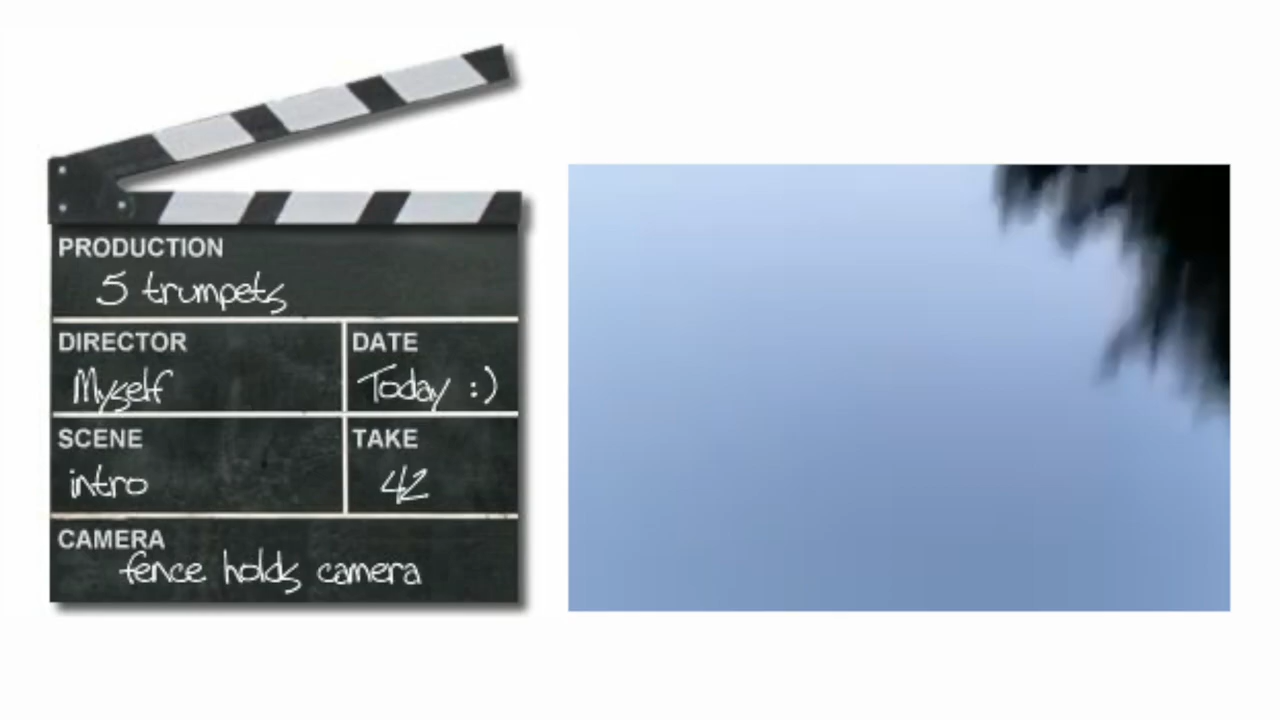 PRODUCTION
5 trumpets
DIRECTOR
Myself
DATE
Today :)
SCENE
intro
TAKE
42
CAMERA
fence holds camera